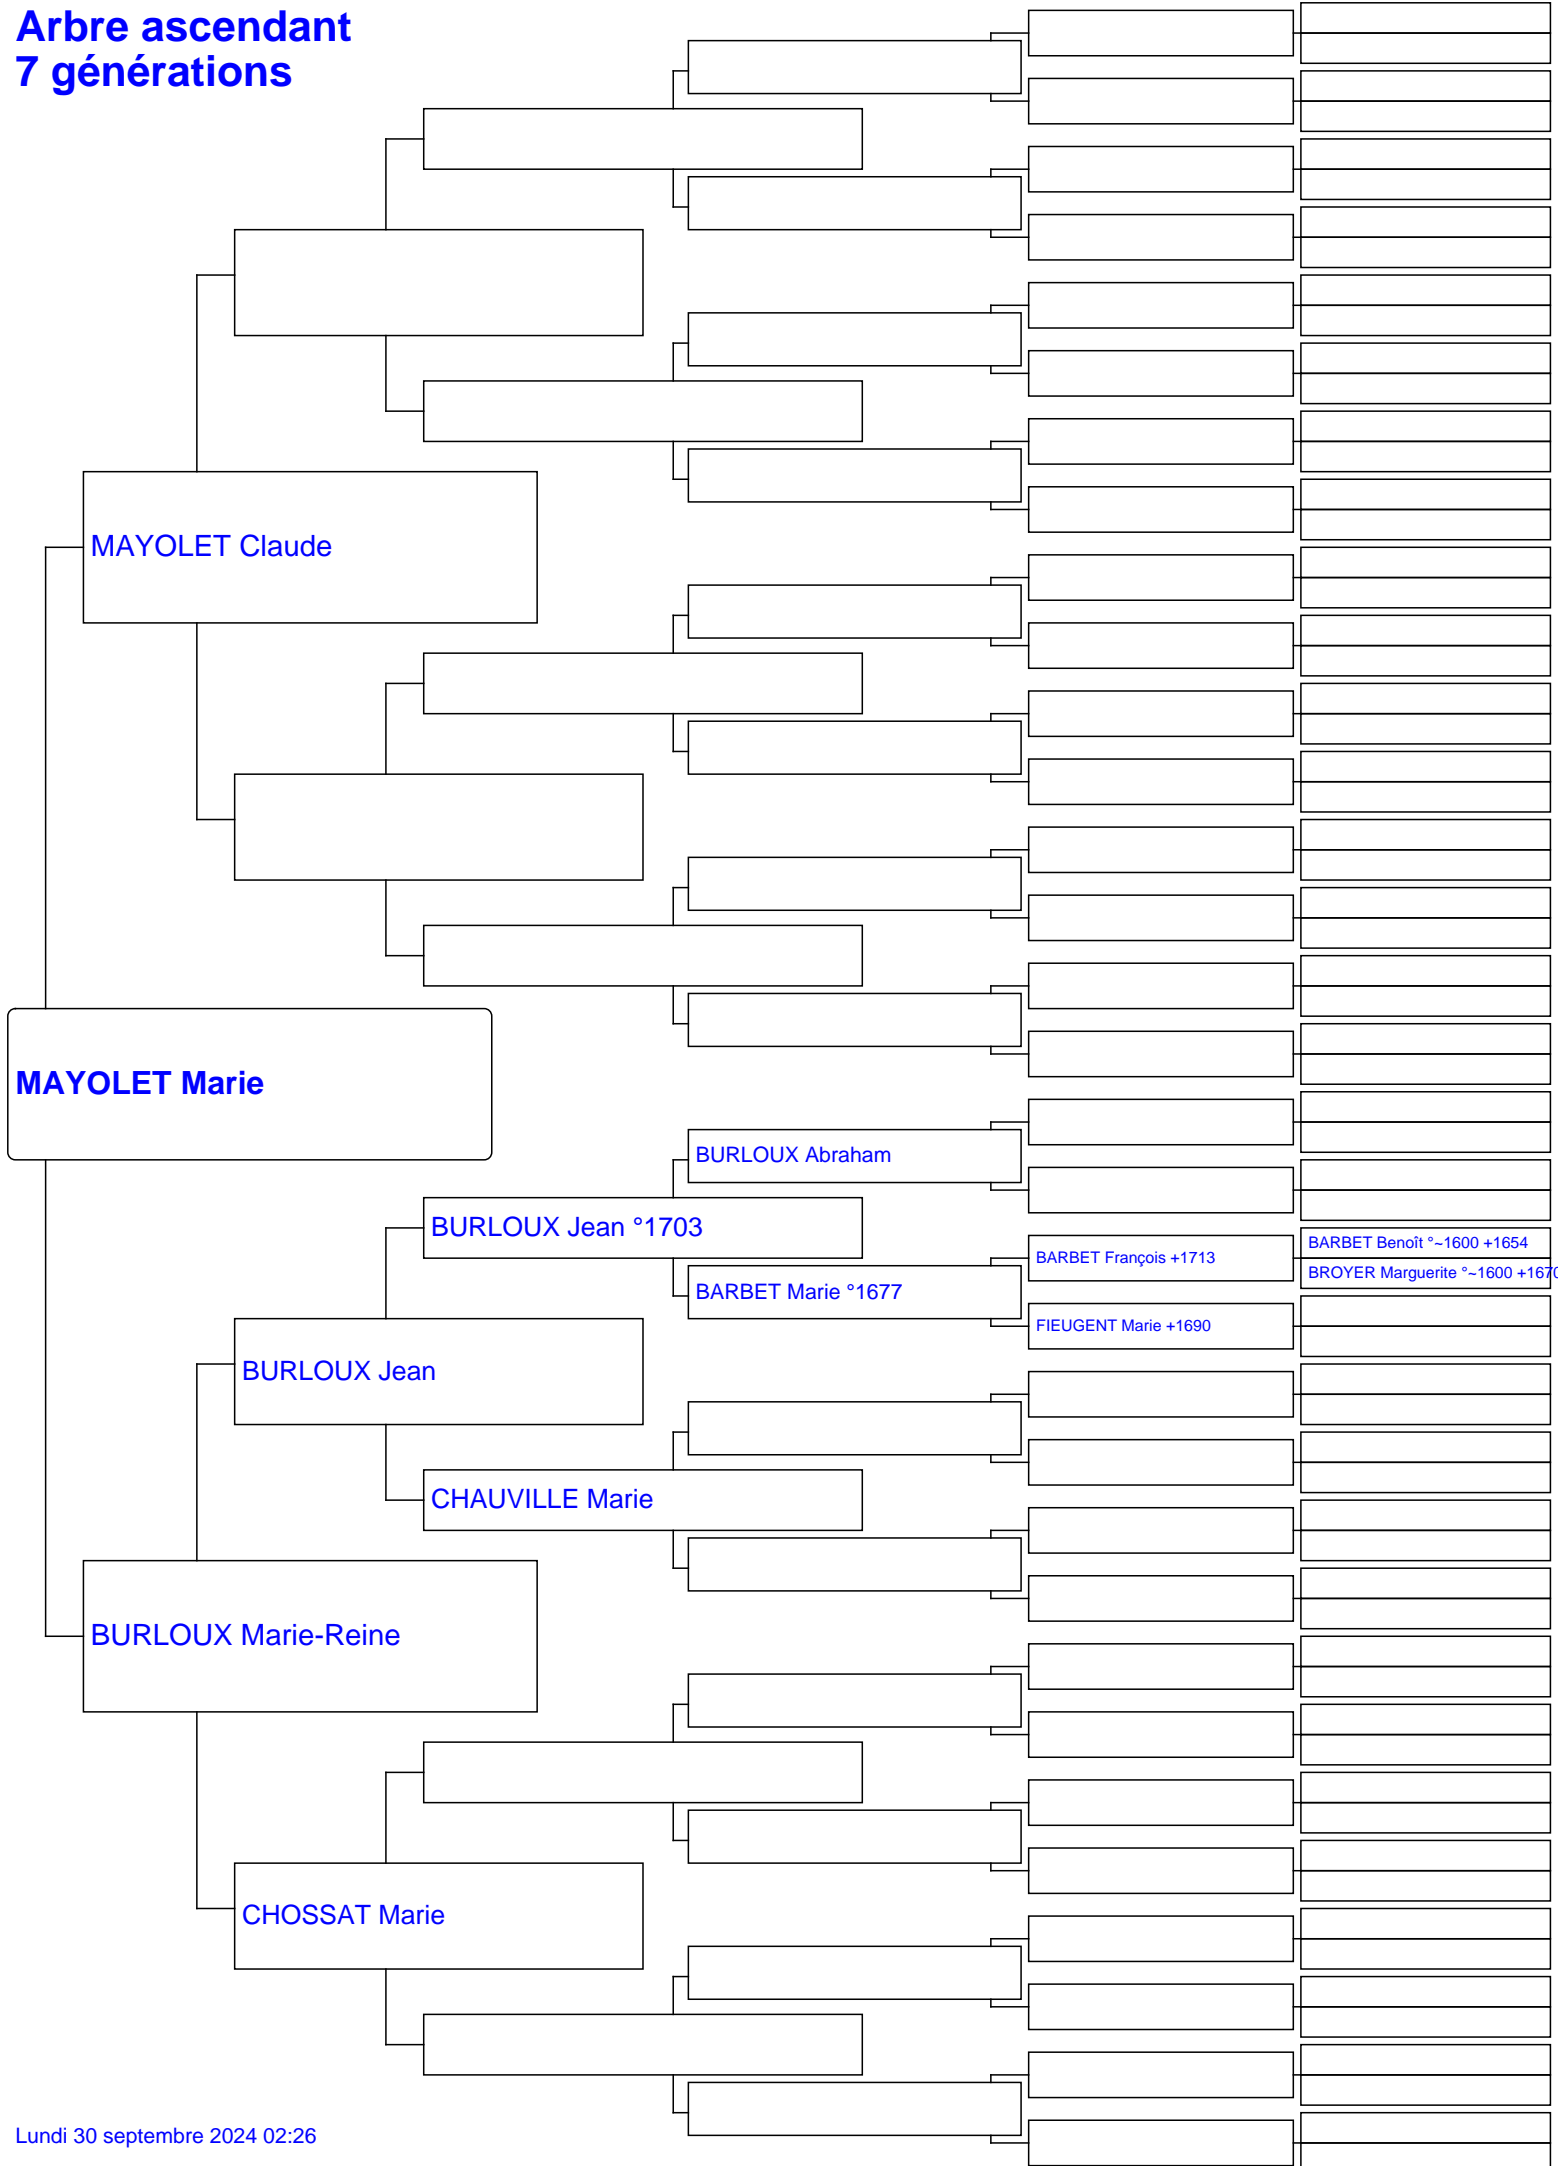 Arbre ascendant
7 générations
MAYOLET Claude
MAYOLET Marie
BURLOUX Abraham
BURLOUX Jean °1703
BARBET François +1713
BARBET Benoît °~1600 +1654
BROYER Marguerite °~1600 +1670
BARBET Marie °1677
FIEUGENT Marie +1690
BURLOUX Jean
CHAUVILLE Marie
BURLOUX Marie-Reine
CHOSSAT Marie
Lundi 30 septembre 2024 02:26